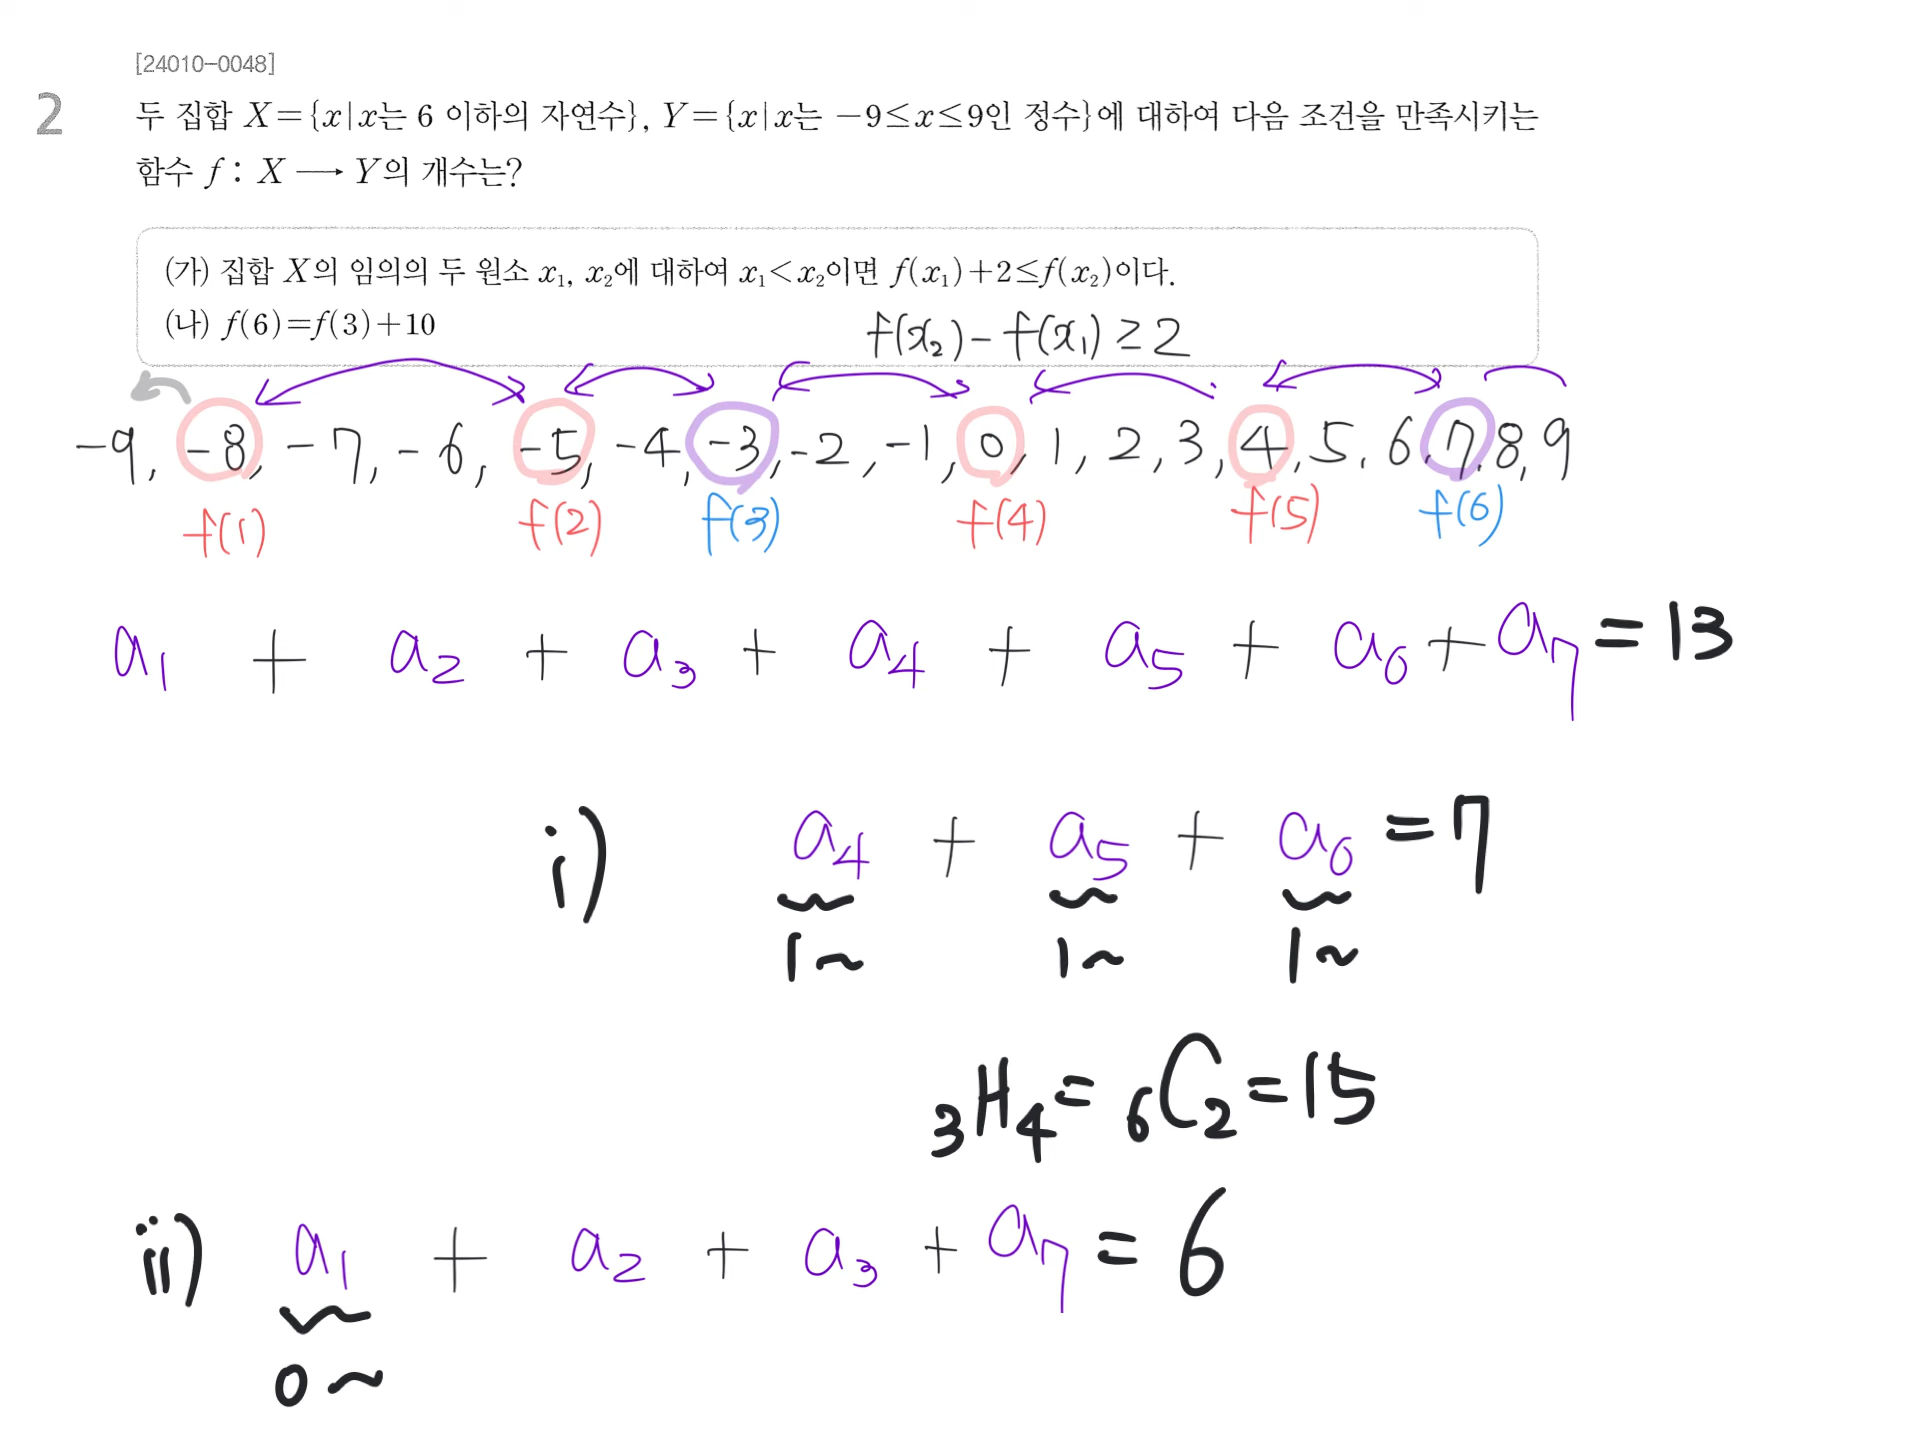 [24010-0048]
2
두 집합 X={x|x는 6 이하의 자연수}, Y={x|x는 −9≤x≤9인 정수}에 대하여 다음 조건을 만족시키는
함수 f : X ⟶ Y의 개수는?
(가) 집합 X의 임의의 두 원소 x₁, x₂에 대하여 x₁<x₂이면 f(x₁)+2≤f(x₂)이다.
(나) f(6)=f(3)+10
f(x₂)-f(x₁)≥2
-9, -8, -7, -6, -5, -4, -3, -2, -1, 0, 1, 2, 3, 4, 5, 6, 7, 8, 9
f(1) f(2) f(3) f(4) f(5) f(6)
a₁ + a₂ + a₃ + a₄ + a₅ + a₆ + a₇ = 13
i) a₄ + a₅ + a₆ = 7
1~ 1~ 1~
₃H₄ = ₆C₂ = 15
ii) a₁ + a₂ + a₃ + a₇ = 6
0~